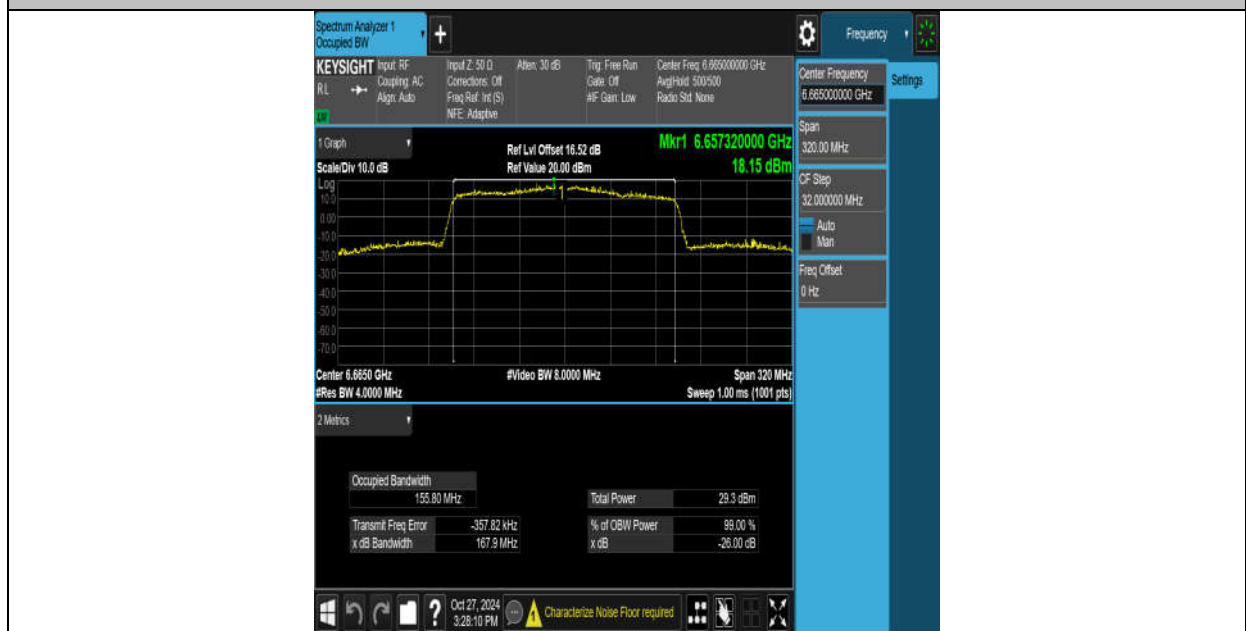 Spectrum Analyzer 1
Occupied BW
Frequency
KEYSIGHT
RL
Input: RF
Coupling: AC
Align: Auto
Input Z: 50 Ω
Corrections: Off
Freq Ref: Int (S)
NFE: Adaptive
Atten: 30 dB
Trig: Free Run
Gate: Off
#IF Gain: Low
Center Freq: 6.665000000 GHz
Avg|Hold: 500/500
Radio Std: None
Center Frequency
6.665000000 GHz
Settings
Span
320.00 MHz
CF Step
32.000000 MHz
Auto
Man
Freq Offset
0 Hz
1 Graph
Scale/Div 10.0 dB
Ref Lvl Offset 16.52 dB
Ref Value 20.00 dBm
Mkr1 6.657320000 GHz
18.15 dBm
Log
10.0
0.00
-10.0
-20.0
-30.0
-40.0
-50.0
-60.0
-70.0
1
Center 6.6650 GHz
#Video BW 8.0000 MHz
Span 320 MHz
#Res BW 4.0000 MHz
Sweep 1.00 ms (1001 pts)
2 Metrics
Occupied Bandwidth
155.80 MHz
Total Power 29.3 dBm
Transmit Freq Error -357.82 kHz
% of OBW Power 99.00 %
x dB Bandwidth 167.9 MHz
x dB -26.00 dB
?
Oct 27, 2024
3:28:10 PM
Characterize Noise Floor required